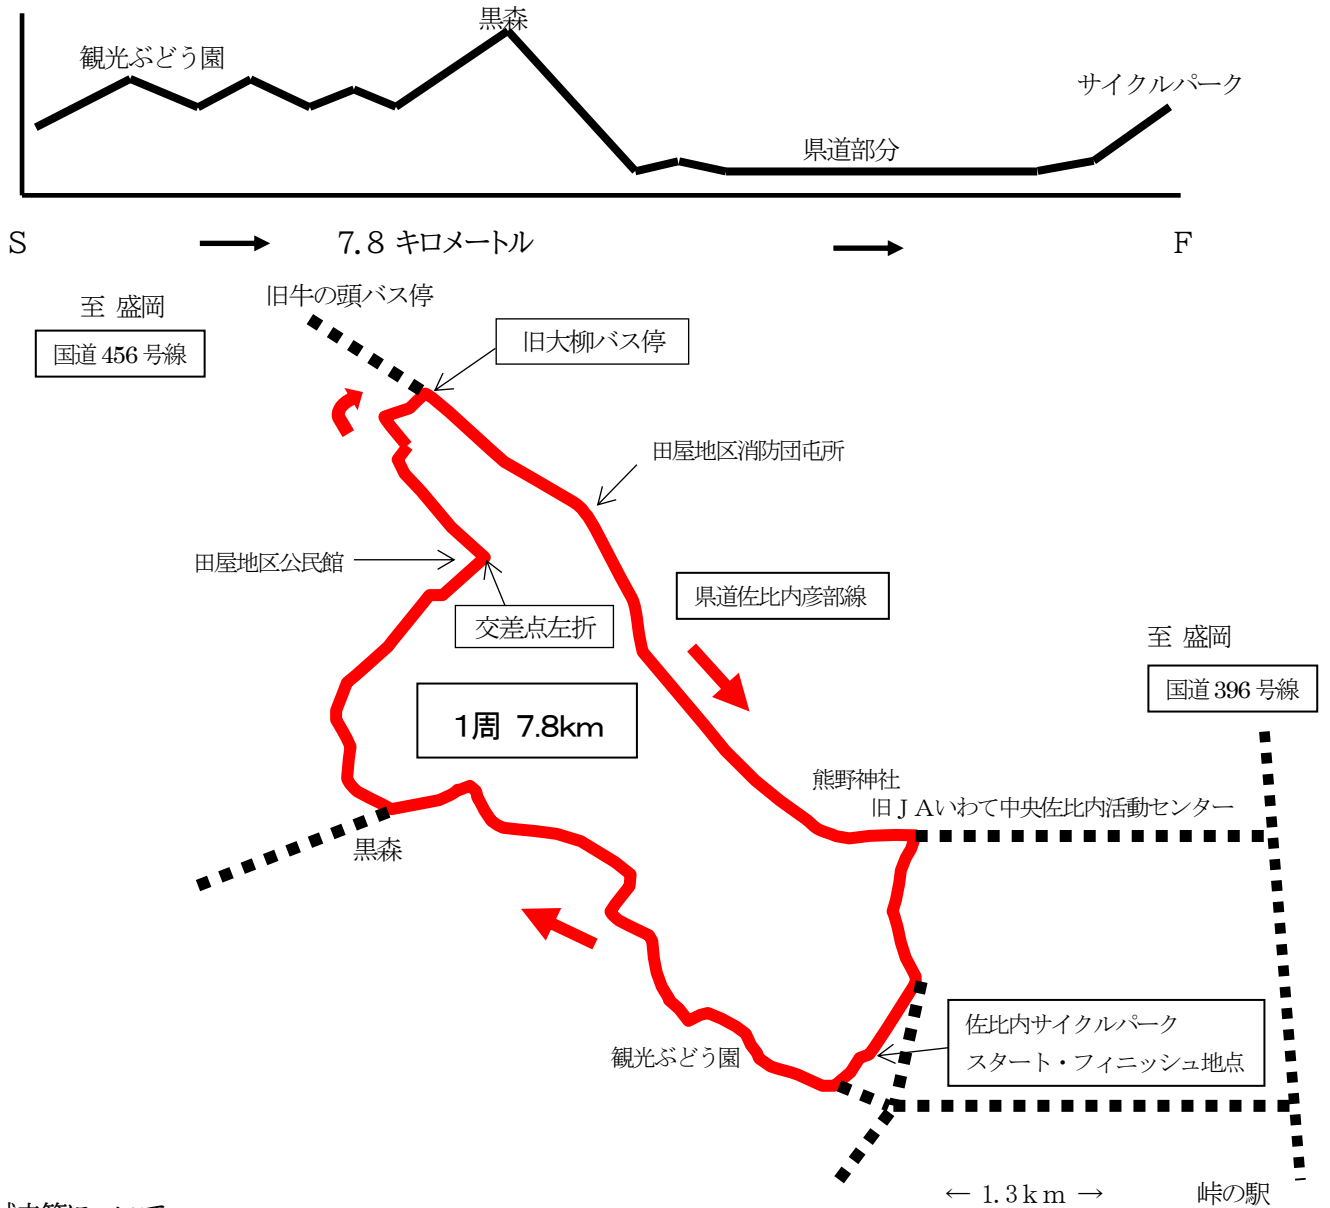 黒森
観光ぶどう園
サイクルパーク
県道部分
S → 7.8 キロメートル → F
旧牛の頭バス停
至 盛岡
国道 456 号線
旧大柳バス停
田屋地区消防団屯所
田屋地区公民館
県道佐比内彦部線
交差点左折
至 盛岡
国道 396 号線
1周 7.8km
熊野神社
旧ＪＡいわて中央佐比内活動センター
黒森
佐比内サイクルパーク
スタート・フィニッシュ地点
観光ぶどう園
← 1.3ｋｍ → 峠の駅